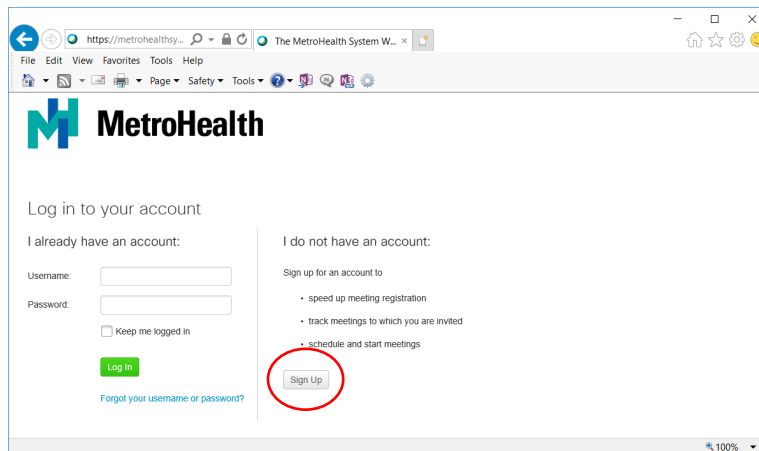 https://metrohealthsy...
The MetroHealth System W...
File Edit View Favorites Tools Help
Page Safety Tools
MetroHealth
Log in to your account
I already have an account:
Username:
Password:
Keep me logged in
Log In
Forgot your username or password?
I do not have an account:
Sign up for an account to
• speed up meeting registration
• track meetings to which you are invited
• schedule and start meetings
Sign Up
100%